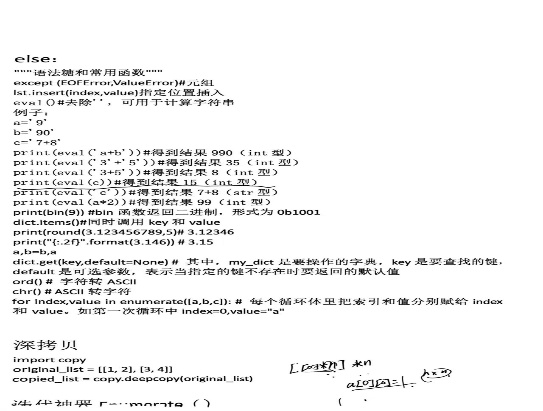 else:
"""语法糖和常用函数"""
except (EOFError,ValueError)#元组
lst.insert(index,value)指定位置插入
eval()#去除'',可用于计算字符串
例子:
a='9'
b='90'
c='7+8'
print(eval('a+b'))#得到结果 990（int 型）
print(eval('3'+'5'))#得到结果 35（int 型）
print(eval('3+5'))#得到结果 8（int 型）
print(eval(c))#得到结果 15（int 型）
print(eval('c'))#得到结果 7+8（str 型）
print(eval(a*2))#得到结果 99（int 型）
print(bin(9)) #bin 函数返回二进制，形式为 0b1001
dict.items()#同时调用 key 和 value
print(round(3.123456789,5)# 3.12346
print("{:.2f}".format(3.146)) # 3.15
a,b=b,a
dict.get(key,default=None) # 其中，my_dict 是要操作的字典，key 是要查找的键，
default 是可选参数，表示当指定的键不存在时要返回的默认值
ord() # 字符转 ASCII
chr() # ASCII 转字符
for index,value in enumerate([a,b,c]): # 每个循环体里把索引和值分别赋给 index
和 value。如第一次循环中 index=0,value="a"
深拷贝
import copy
original_list = [[1, 2], [3, 4]]
copied_list = copy.deepcopy(original_list)
*n
a[0][0]=1
n×n